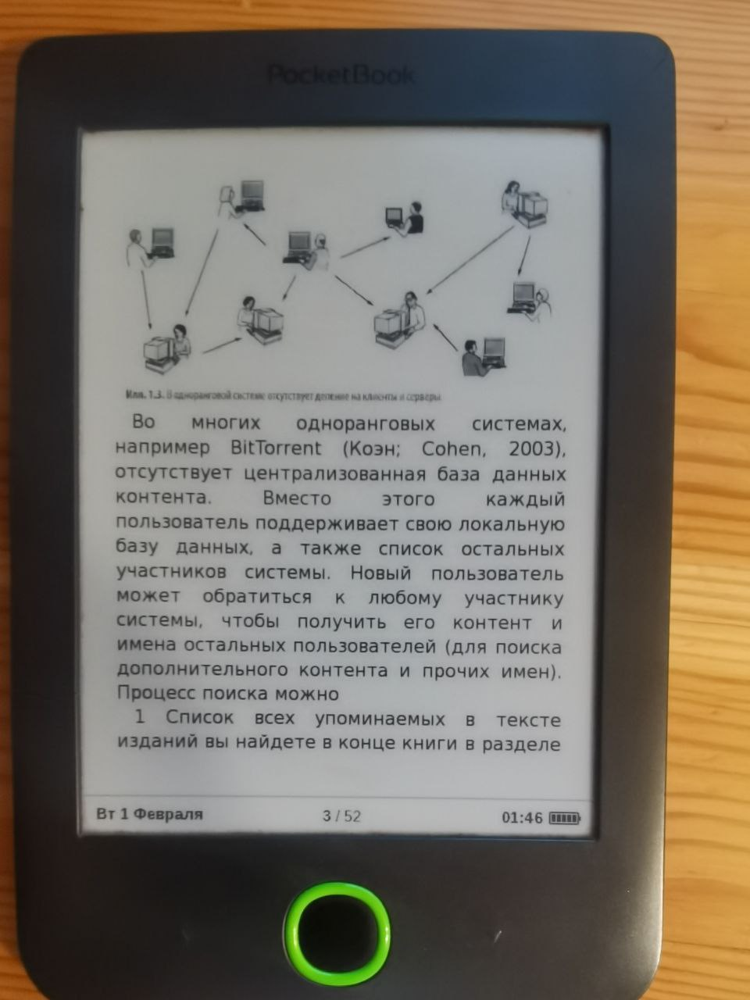 PocketBook
Илл. 1.3. В одноранговой системе отсутствует деление на клиенты и серверы
Во многих одноранговых системах,
например BitTorrent (Коэн; Cohen, 2003),
отсутствует централизованная база данных
контента. Вместо этого каждый
пользователь поддерживает свою локальную
базу данных, а также список остальных
участников системы. Новый пользователь
может обратиться к любому участнику
системы, чтобы получить его контент и
имена остальных пользователей (для поиска
дополнительного контента и прочих имен).
Процесс поиска можно
1 Список всех упоминаемых в тексте
изданий вы найдете в конце книги в разделе
Вт 1 Февраля 3 / 52 01:46